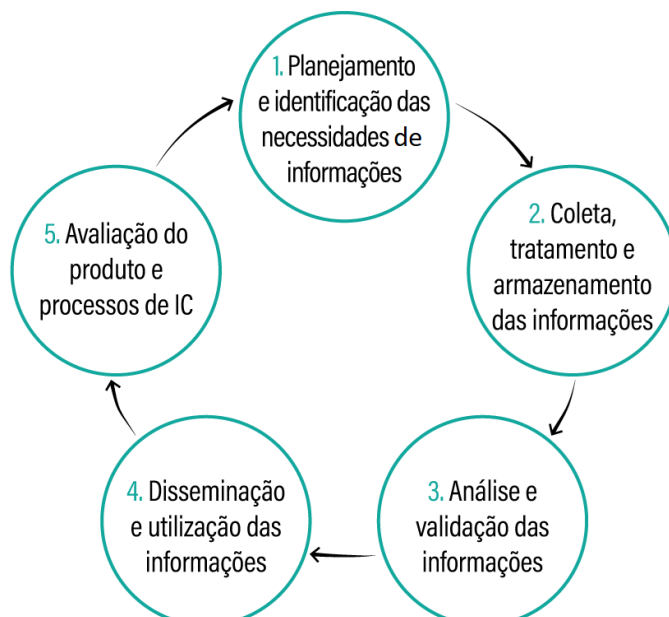 1. Planejamento
e identificação das
necessidades de
informações
2. Coleta,
tratamento e
armazenamento
das informações
3. Análise e
validação das
informações
4. Disseminação
e utilização das
informações
5. Avaliação do
produto e
processos de IC